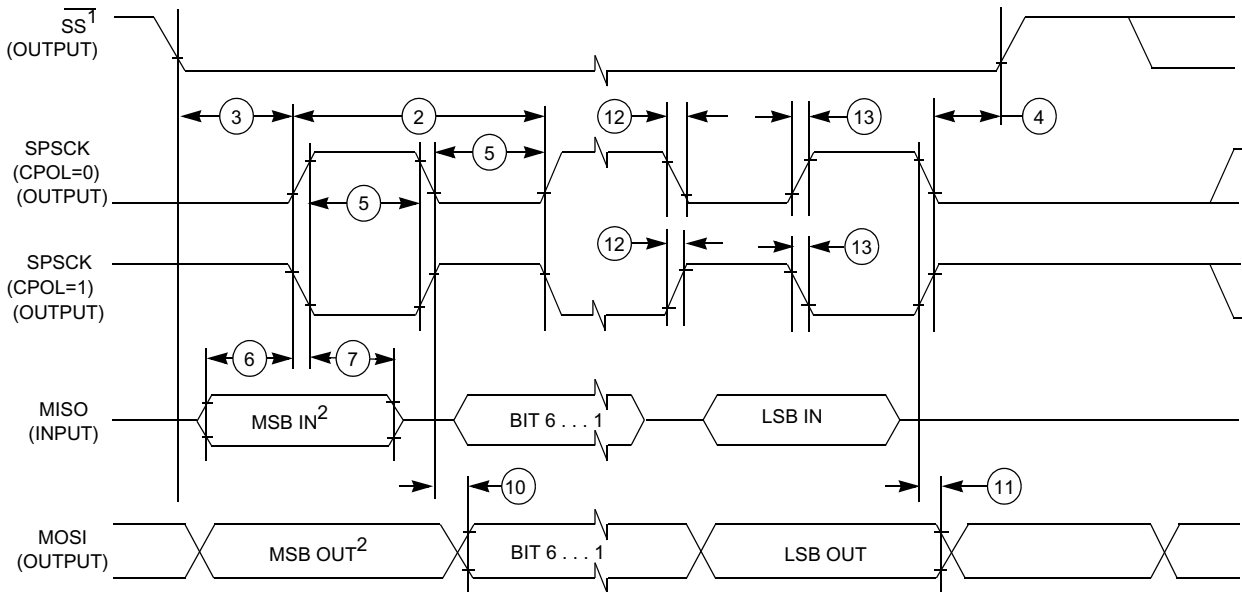 SS1
(OUTPUT)
3
2
12
13
4
SPSCK
(CPOL=0)
(OUTPUT)
5
5
12
13
SPSCK
(CPOL=1)
(OUTPUT)
6
7
MISO
(INPUT)
MSB IN2
BIT 6 . . . 1
LSB IN
10
11
MOSI
(OUTPUT)
MSB OUT2
BIT 6 . . . 1
LSB OUT